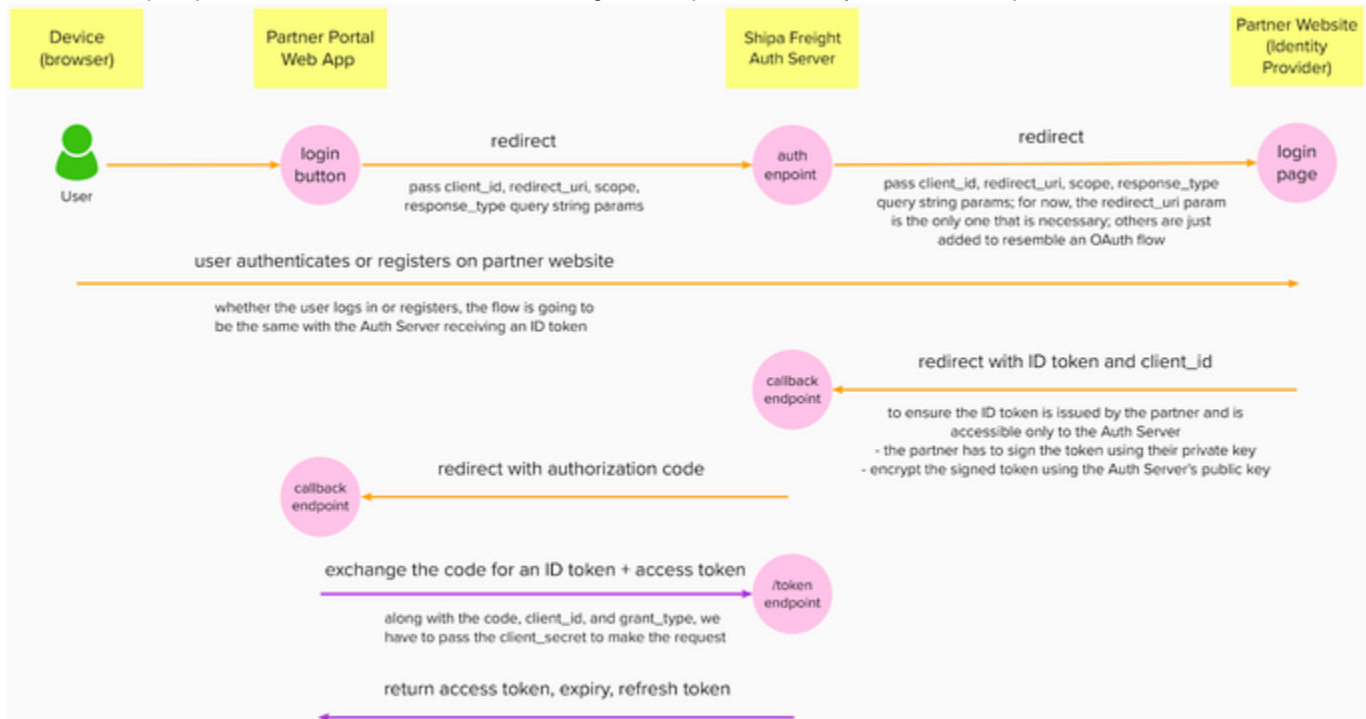 Device
(browser)
Partner Portal
Web App
Shipa Freight
Auth Server
Partner Website
(Identity
Provider)
User
login
button
redirect
pass client_id, redirect_uri, scope,
response_type query string params
auth
enpoint
redirect
pass client_id, redirect_uri, scope, response_type
query string params; for now, the redirect_uri param
is the only one that is necessary; others are just
added to resemble an OAuth flow
login
page
user authenticates or registers on partner website
whether the user logs in or registers, the flow is going to
be the same with the Auth Server receiving an ID token
redirect with ID token and client_id
callback
endpoint
to ensure the ID token is issued by the partner and is
accessible only to the Auth Server
- the partner has to sign the token using their private key
- encrypt the signed token using the Auth Server's public key
redirect with authorization code
callback
endpoint
exchange the code for an ID token + access token
/token
endpoint
along with the code, client_id, and grant_type, we
have to pass the client_secret to make the request
return access token, expiry, refresh token